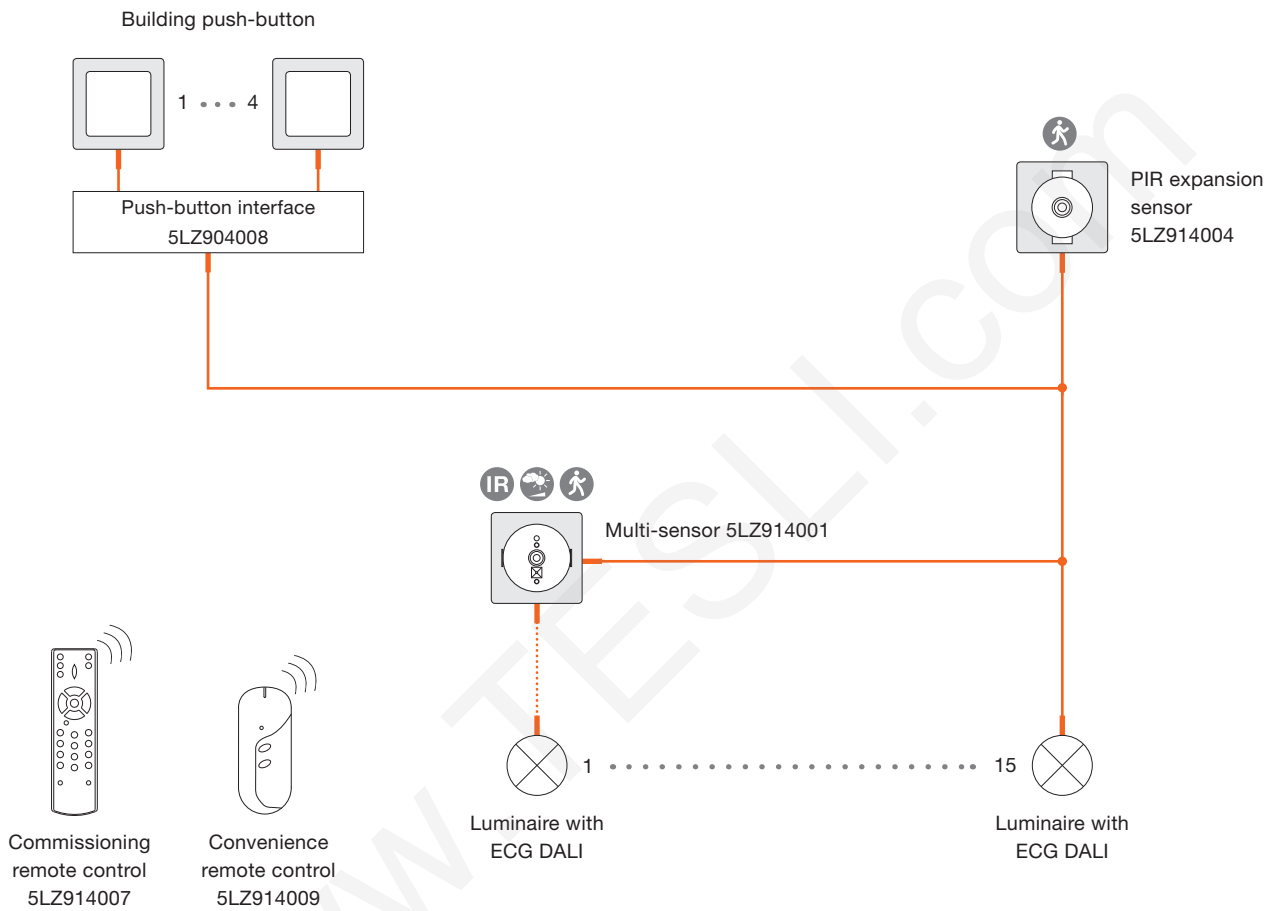 Building push-button
1
4
Push-button interface
5LZ904008
PIR expansion
sensor
5LZ914004
IR
Multi-sensor 5LZ914001
1
15
Luminaire with
ECG DALI
Luminaire with
ECG DALI
Commissioning
remote control
5LZ914007
Convenience
remote control
5LZ914009
www.TESLI.com